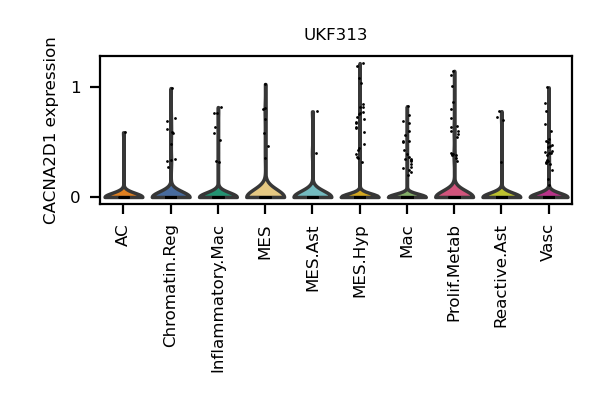 UKF313
CACNA2D1 expression
1
0
AC
Chromatin.Reg
Inflammatory.Mac
MES
MES.Ast
MES.Hyp
Mac
Prolif.Metab
Reactive.Ast
Vasc